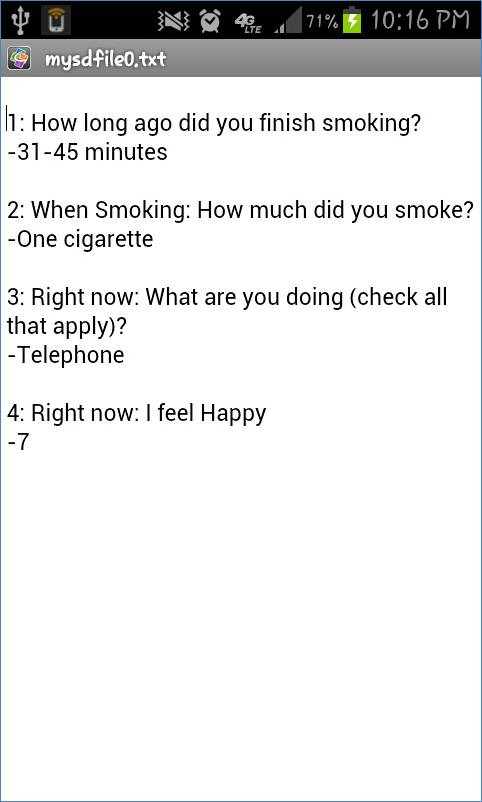 4G LTE 71% 10:16 PM
mysdfile0.txt
1: How long ago did you finish smoking?
-31-45 minutes
2: When Smoking: How much did you smoke?
-One cigarette
3: Right now: What are you doing (check all
that apply)?
-Telephone
4: Right now: I feel Happy
-7